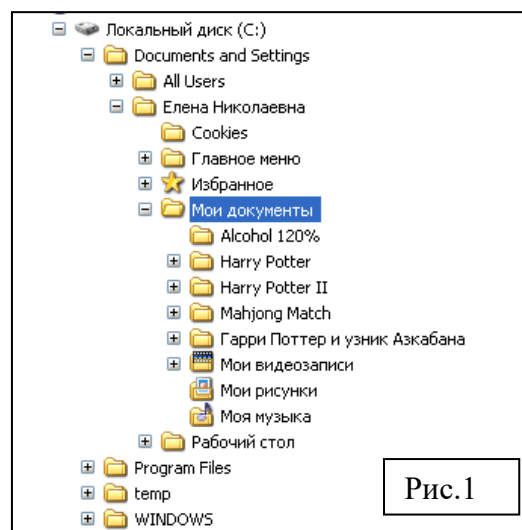 Локальный диск (C:)
Documents and Settings
All Users
Елена Николаевна
Cookies
Главное меню
Избранное
Мои документы
Alcohol 120%
Harry Potter
Harry Potter II
Mahjong Match
Гарри Поттер и узник Азкабана
Мои видеозаписи
Мои рисунки
Моя музыка
Рабочий стол
Program Files
temp
WINDOWS
Рис.1